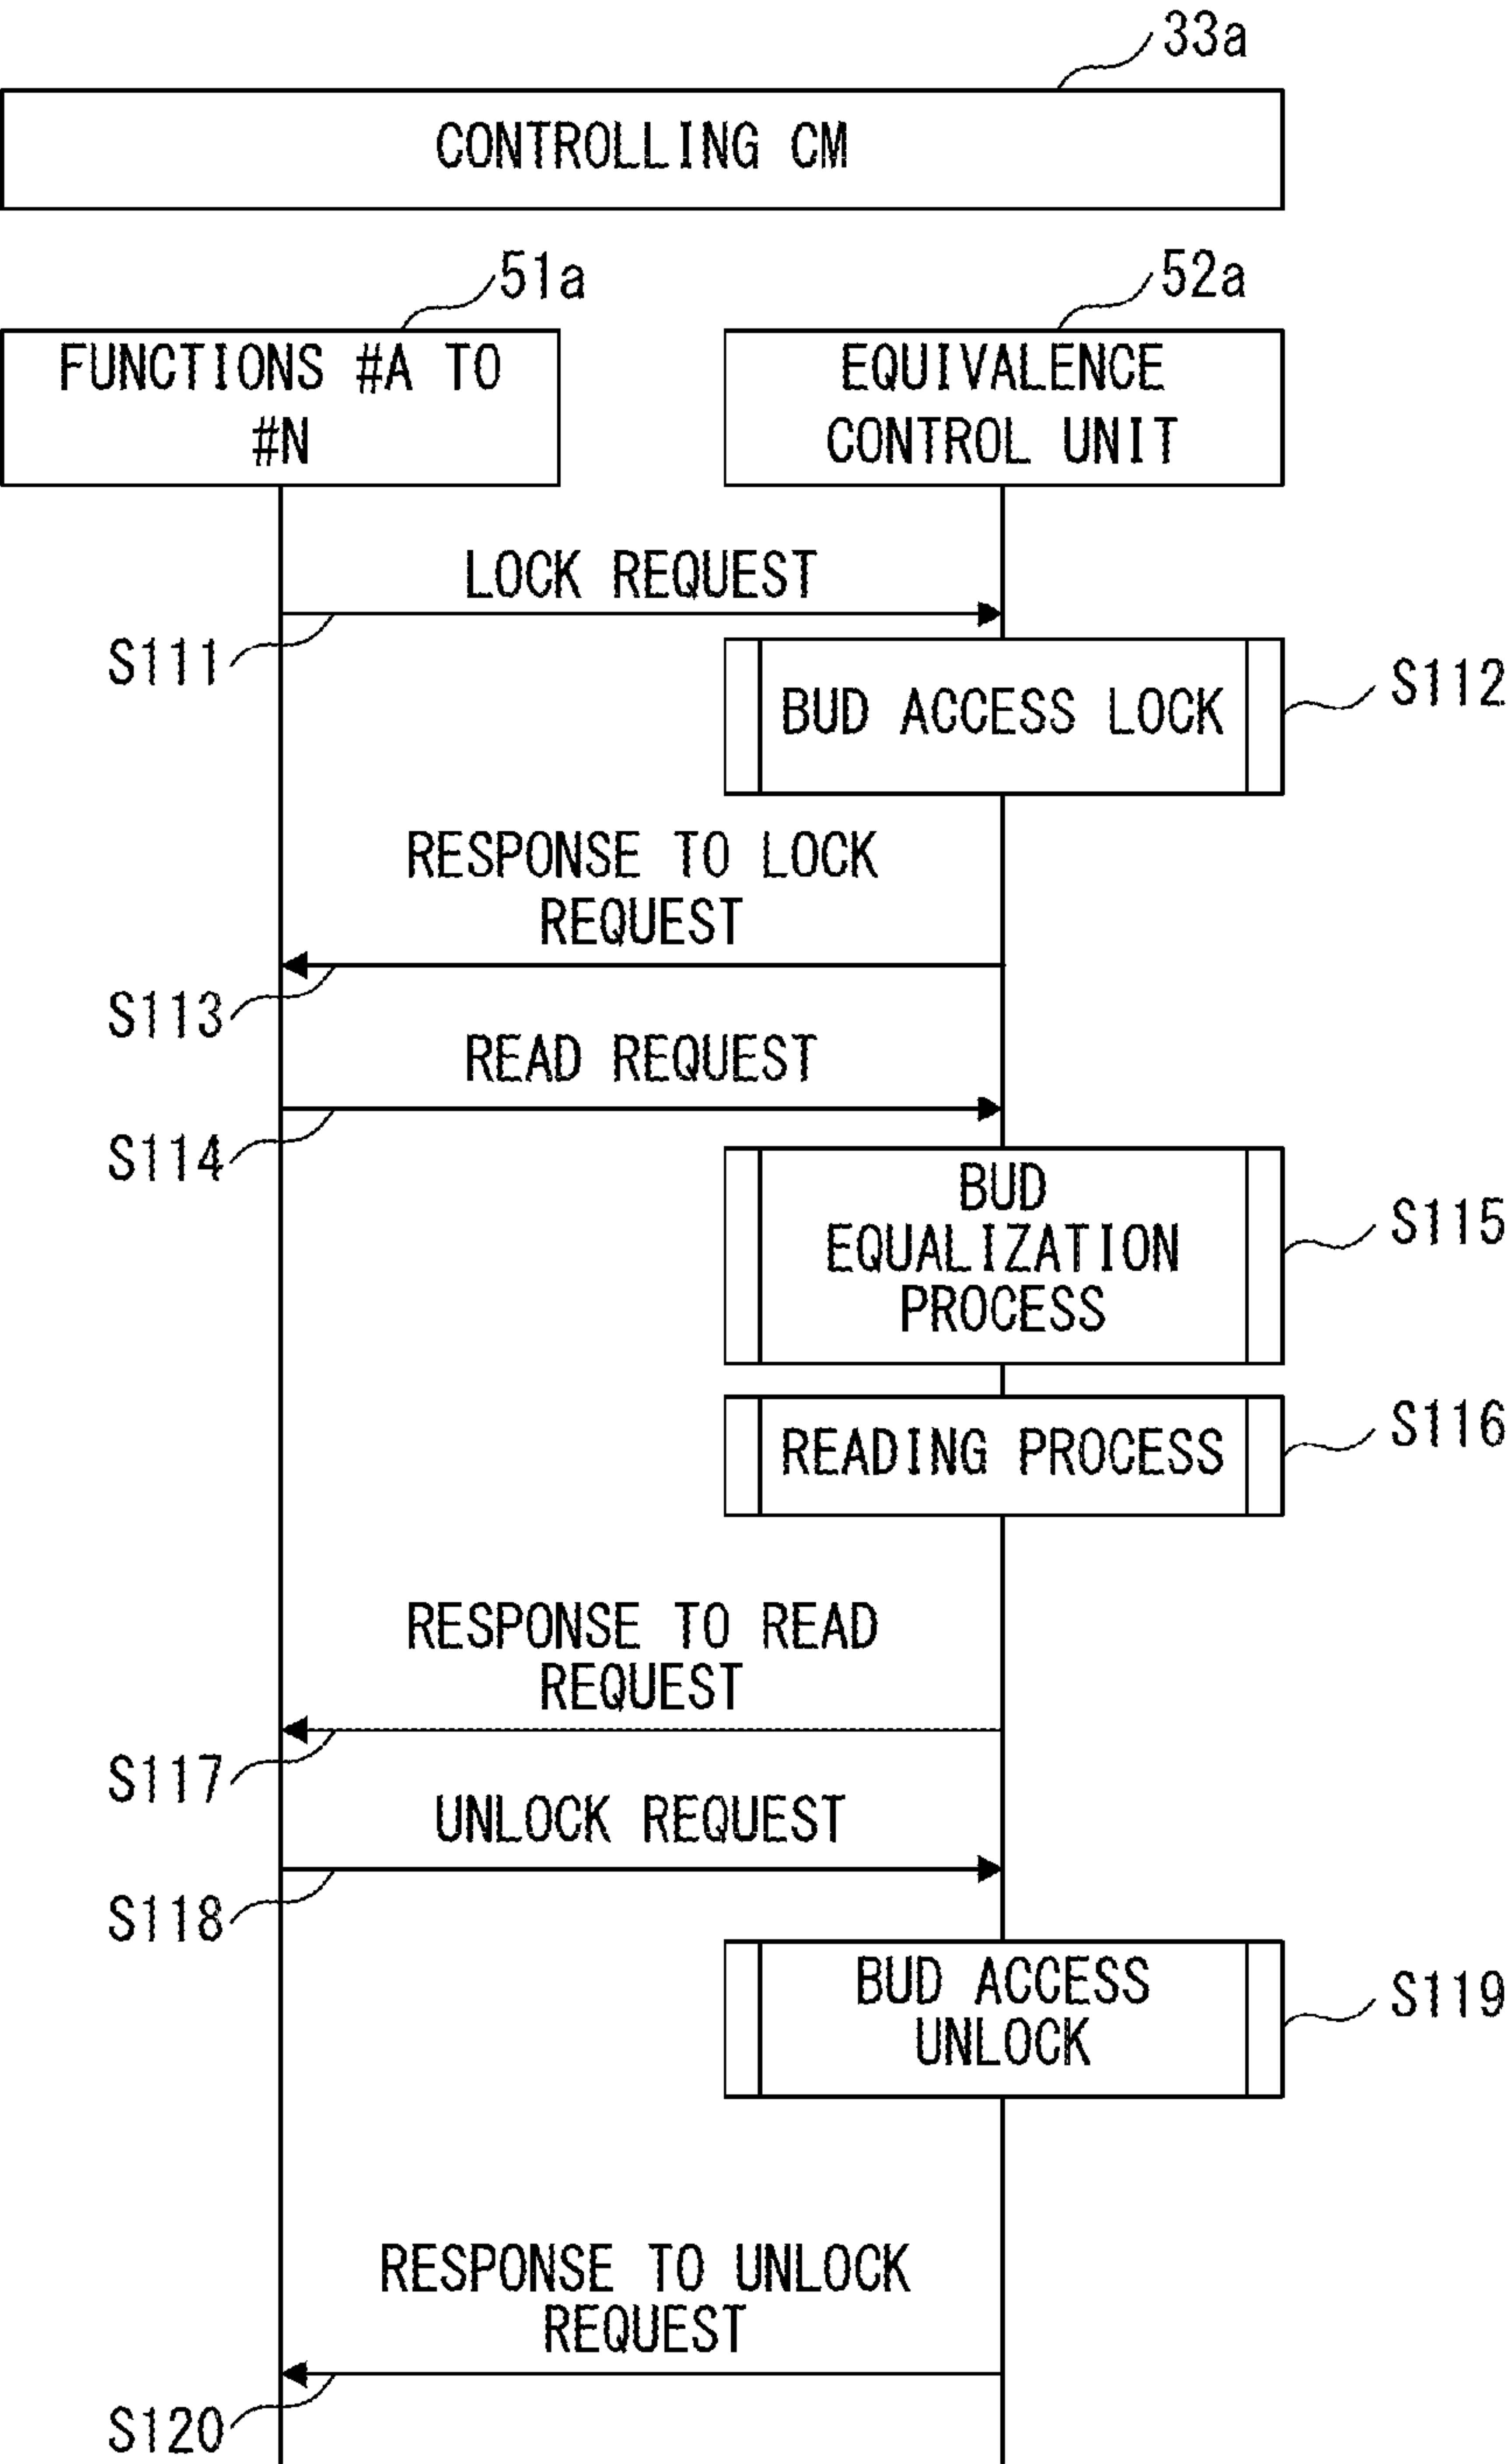 33a
CONTROLLING CM
51a
52a
FUNCTIONS #A TO
#N
EQUIVALENCE
CONTROL UNIT
LOCK REQUEST
S111
BUD ACCESS LOCK
S112
RESPONSE TO LOCK
REQUEST
S113
READ REQUEST
S114
BUD
EQUALIZATION
PROCESS
S115
READING PROCESS
S116
RESPONSE TO READ
REQUEST
S117
UNLOCK REQUEST
S118
BUD ACCESS
UNLOCK
S119
RESPONSE TO UNLOCK
REQUEST
S120